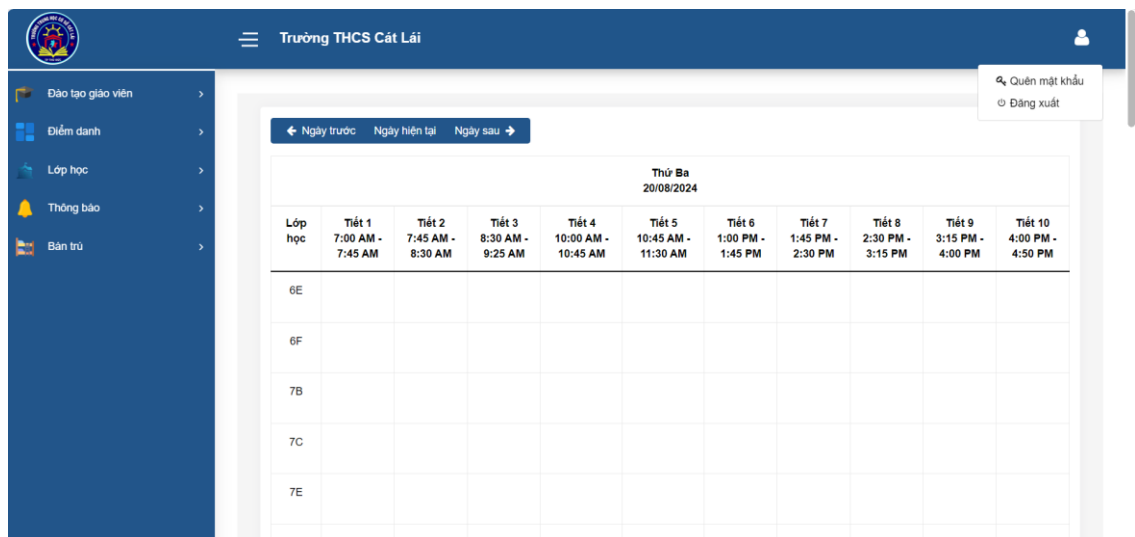 Trường THCS Cát Lái
Quên mật khẩu
Đăng xuất
Đào tạo giáo viên
Điểm danh
Lớp học
Thông báo
Bán trú
Ngày trước Ngày hiện tại Ngày sau
Thứ Ba
20/08/2024
Lớp học
Tiết 1
7:00 AM -
7:45 AM
Tiết 2
7:45 AM -
8:30 AM
Tiết 3
8:30 AM -
9:25 AM
Tiết 4
10:00 AM -
10:45 AM
Tiết 5
10:45 AM -
11:30 AM
Tiết 6
1:00 PM -
1:45 PM
Tiết 7
1:45 PM -
2:30 PM
Tiết 8
2:30 PM -
3:15 PM
Tiết 9
3:15 PM -
4:00 PM
Tiết 10
4:00 PM -
4:50 PM
6E
6F
7B
7C
7E